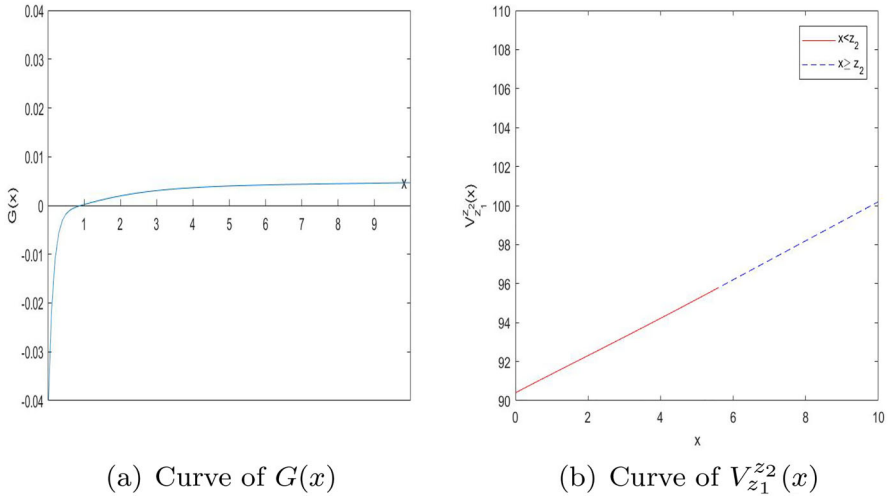 0.04
0.03
0.02
0.01
0
-0.01
-0.02
-0.03
-0.04
G(x)
1 2 3 4 5 6 7 8 9
x
(a) Curve of G(x)
110
108
106
104
102
100
98
96
94
92
90
V_{z_1}^{z_2}(x)
x<z_2
x≥ z_2
0 2 4 6 8 10
x
(b) Curve of V_{z_1}^{z_2}(x)